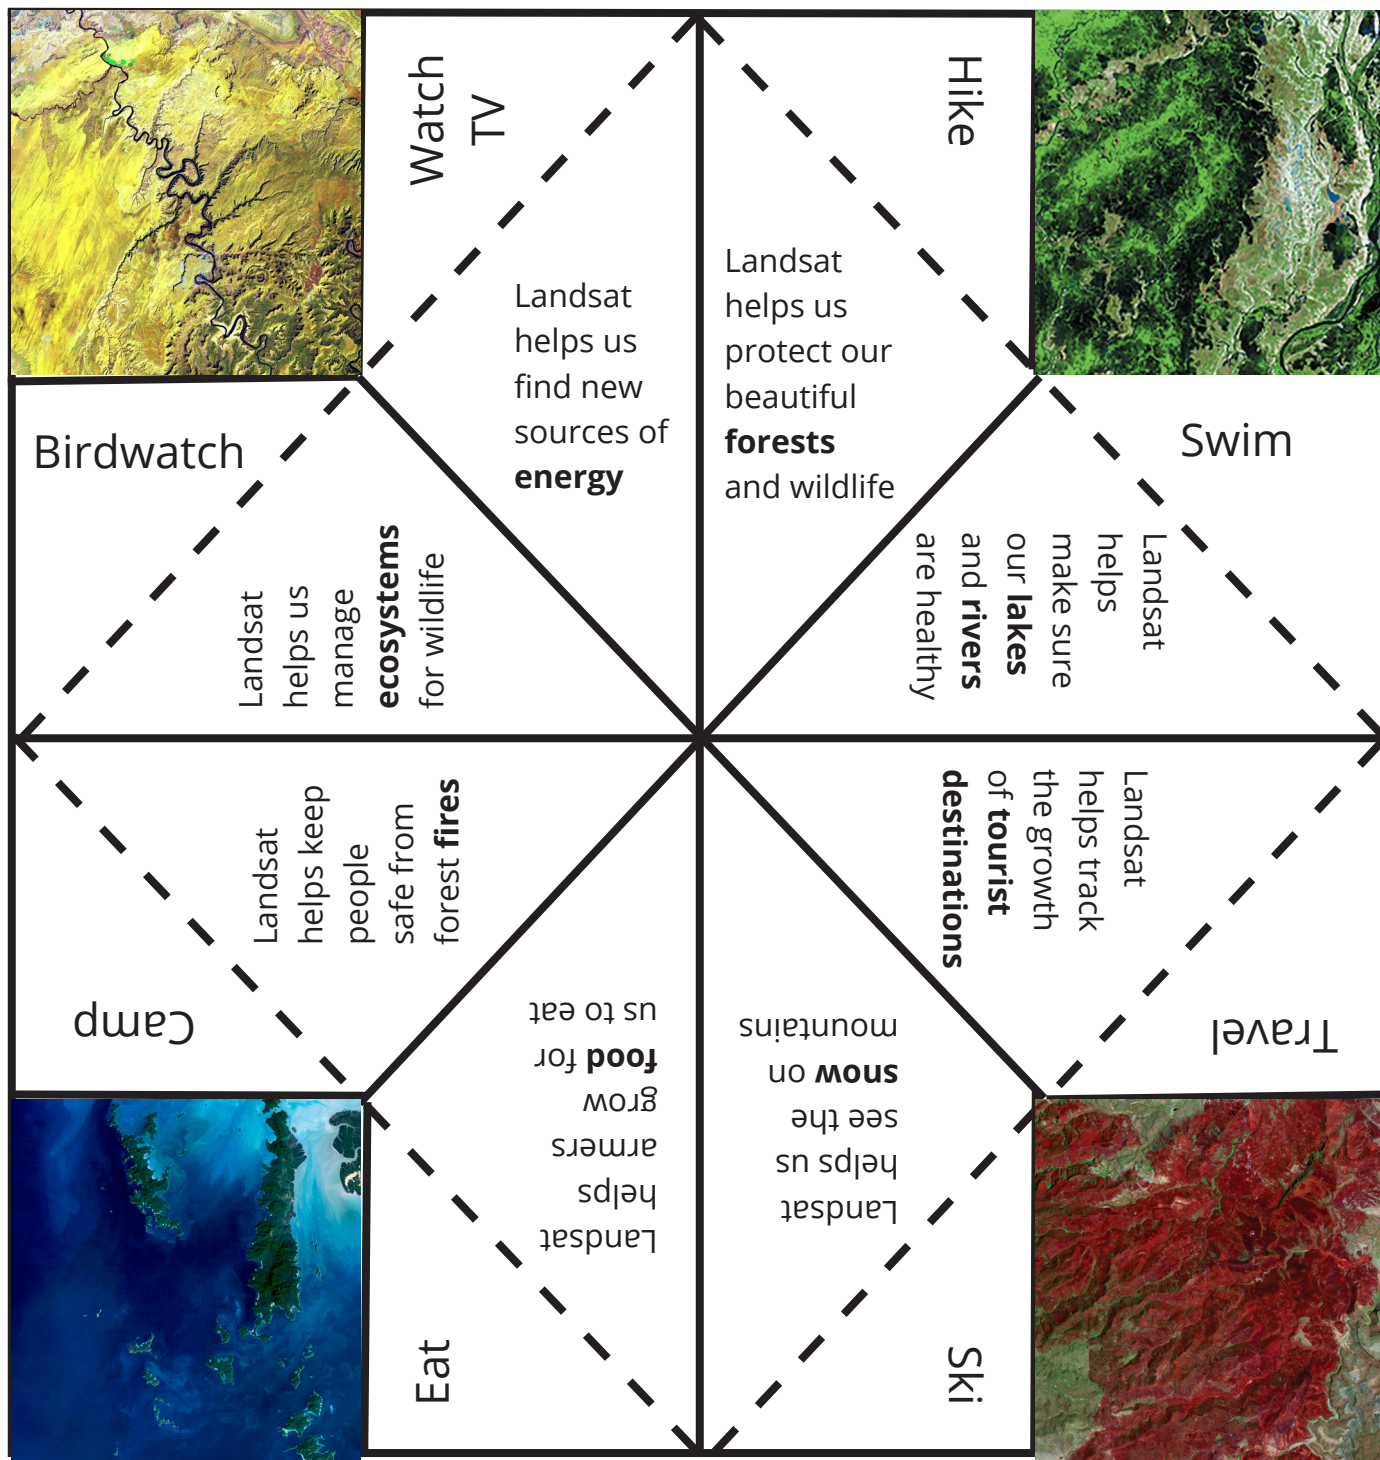 Watch
TV
Hike
Landsat
helps us
find new
sources of
energy
Landsat
helps us
protect our
beautiful
forests
and wildlife
Birdwatch
Swim
Landsat
helps us
manage
ecosystems
for wildlife
Landsat
helps
make sure
our lakes
and rivers
are healthy
Landsat
helps keep
people
safe from
forest fires
Landsat
helps track
the growth
of tourist
destinations
Camp
Travel
Landsat
helps
armers
grow
food for
us to eat
Landsat
helps us
see the
snow on
mountains
Eat
Ski